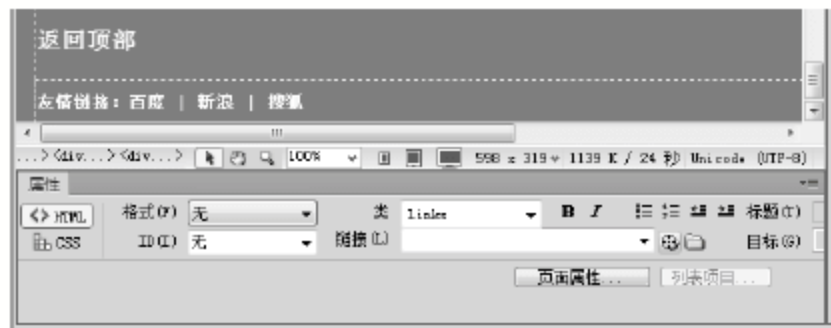 返回顶部
友情链接：百度 | 新浪 | 搜狐
...> <div...> <div...> 100% 598 x 319 1139 K / 24 秒 Unicode (UTF-8)
属性
<> HTML 格式(F) 无 类 links B I 标题(T)
CSS ID(I) 无 链接(L) 目标(G)
页面属性... 列表项目...